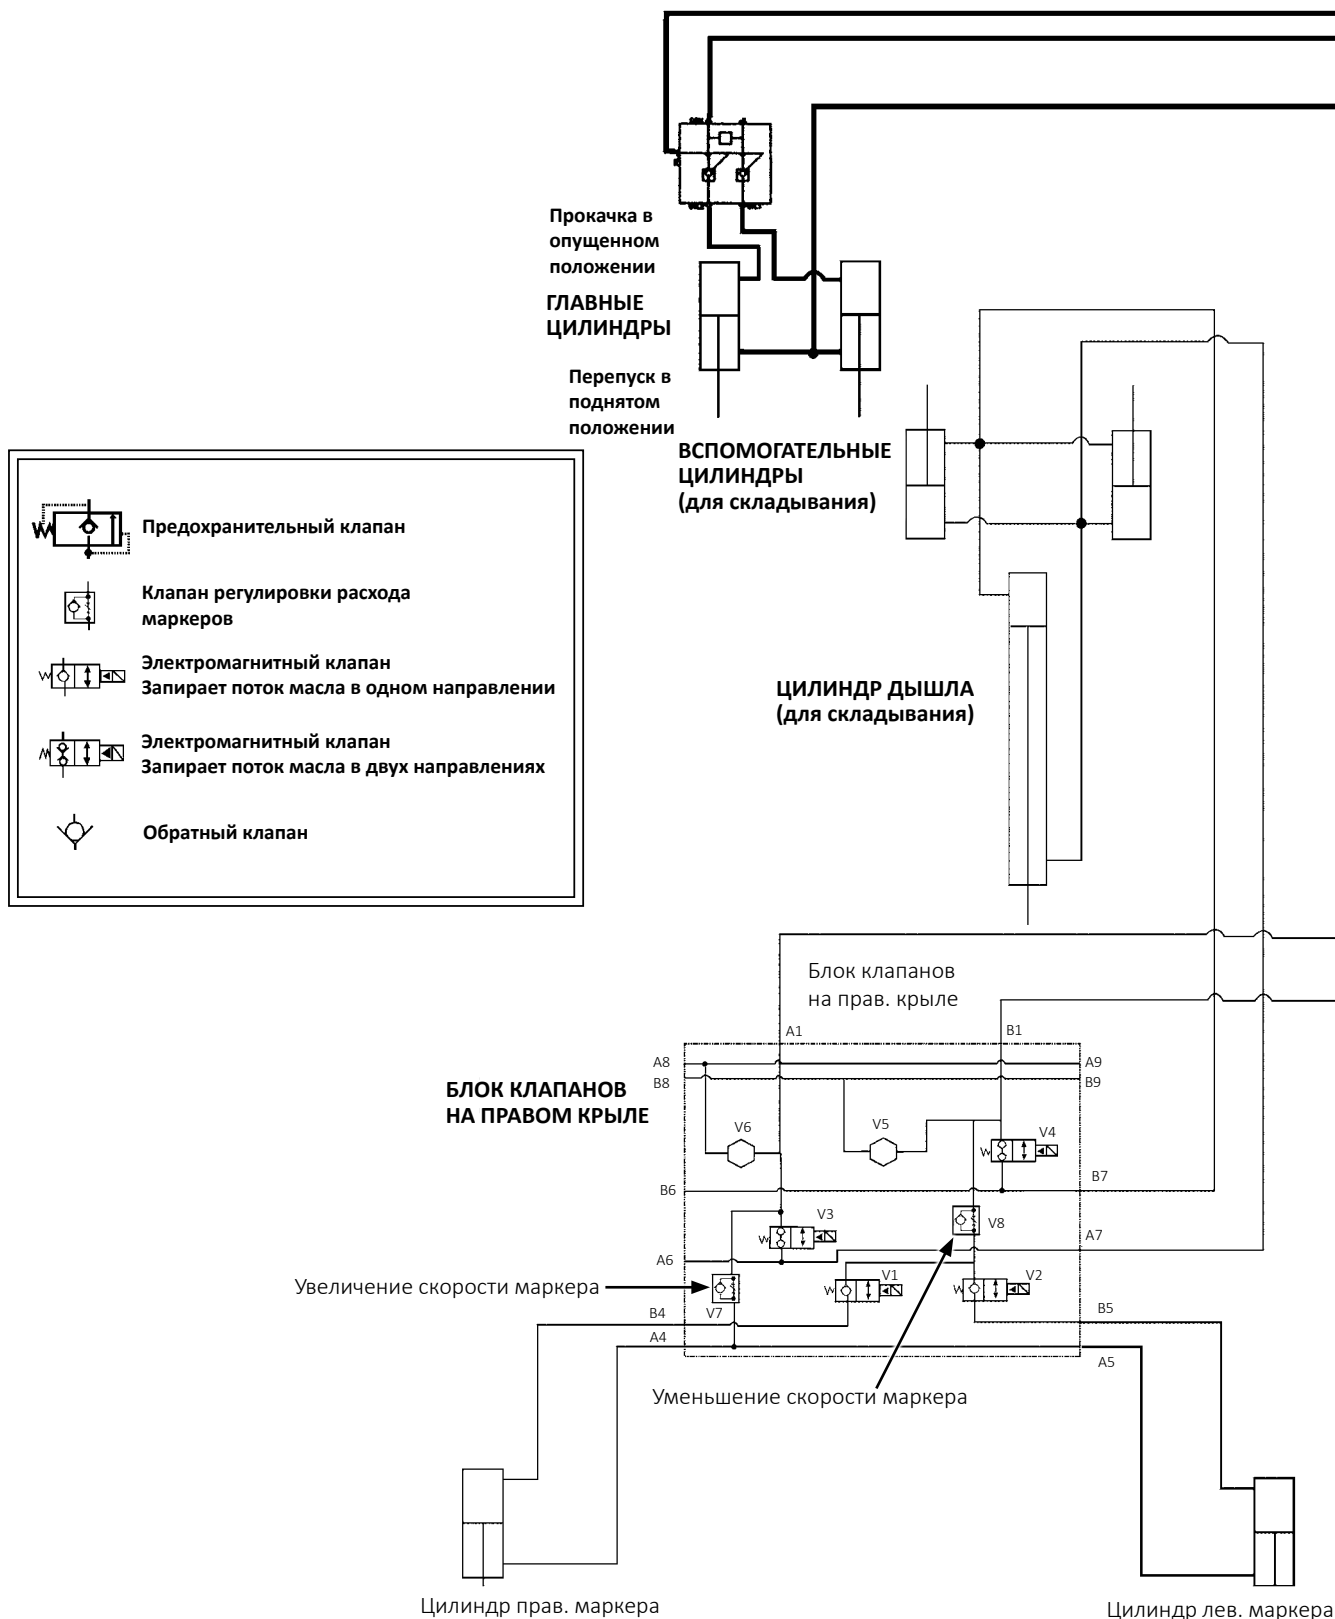 Прокачка в
опущенном
положении
ГЛАВНЫЕ
ЦИЛИНДРЫ
Перепуск в
поднятом
положении
ВСПОМОГАТЕЛЬНЫЕ
ЦИЛИНДРЫ
(для складывания)
Предохранительный клапан
Клапан регулировки расхода
маркеров
Электромагнитный клапан
Запирает поток масла в одном направлении
Электромагнитный клапан
Запирает поток масла в двух направлениях
Обратный клапан
ЦИЛИНДР ДЫШЛА
(для складывания)
Блок клапанов
на прав. крыле
A1
B1
A8
A9
B8
B9
БЛОК КЛАПАНОВ
НА ПРАВОМ КРЫЛЕ
V6
V5
V4
B6
B7
V3
V8
A7
A6
Увеличение скорости маркера
V1
V2
B4
V7
B5
A4
A5
Уменьшение скорости маркера
Цилиндр прав. маркера
Цилиндр лев. маркера